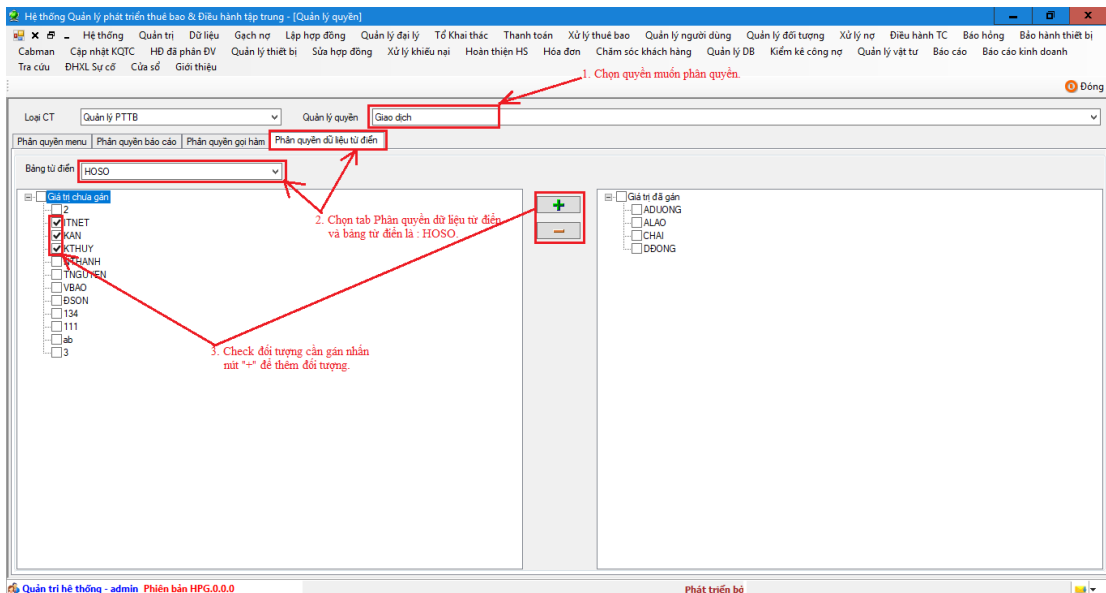 Hệ thống Quản lý phát triển thuê bao & Điều hành tập trung - [Quản lý quyền]
Hệ thống Quản trị Dữ liệu Gạch nợ Lập hợp đồng Quản lý đại lý Tổ Khai thác Thanh toán Xử lý thuê bao Quản lý người dùng Quản lý đối tượng Xử lý nợ Điều hành TC Báo hỏng Bảo hành thiết bị
Cabman Cập nhật KQTC HĐ đã phân ĐV Quản lý thiết bị Sửa hợp đồng Xử lý khiếu nại Hoàn thiện HS Hóa đơn Chăm sóc khách hàng Quản lý DB Kiểm kê công nợ Quản lý vật tư Báo cáo Báo cáo kinh doanh
Tra cứu ĐHXL Sự cố Cửa sổ Giới thiệu
1. Chọn quyền muốn phân quyền.
Đóng
Loại CT Quản lý PTTB Quản lý quyền Giao dịch
Phân quyền menu Phân quyền báo cáo Phân quyền gọi hàm Phân quyền dữ liệu từ điển
Bảng từ điển HOSO
Giá trị chưa gán
2
ITNET
KAN
KTHUY
THANH
TNGUYEN
VBAO
ĐSON
134
111
ab
3
2. Chọn tab Phân quyền dữ liệu từ điển
và bảng từ điển là : HOSO.
3. Check đối tượng cần gán nhấn
nút "+" để thêm đối tượng.
Giá trị đã gán
ADUONG
ALAO
CHAI
DĐONG
Quản trị hệ thống - admin Phiên bản HPG.0.0.0
Phát triển bở